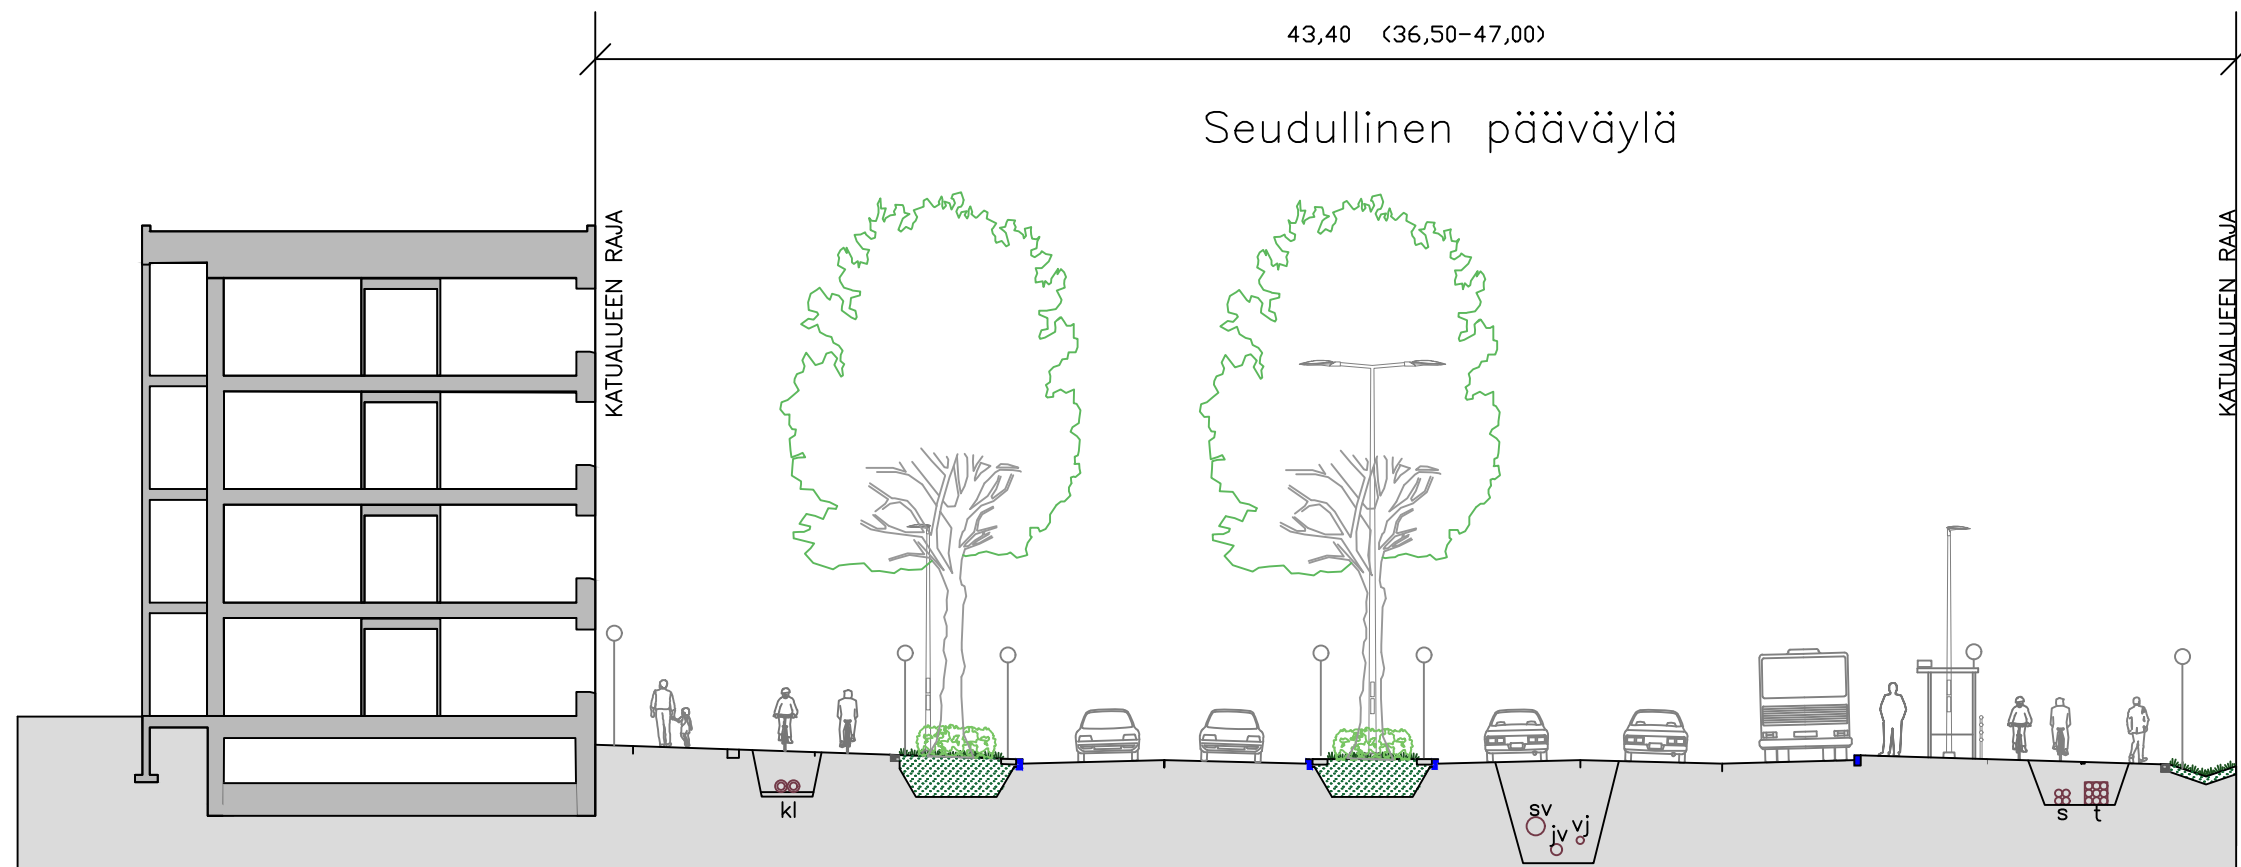 43,40 (36,50-47,00)
Seudullinen pääväylä
KATUALUEEN RAJA
KATUALUEEN RAJA
kl
sv
jv
vj
s
t